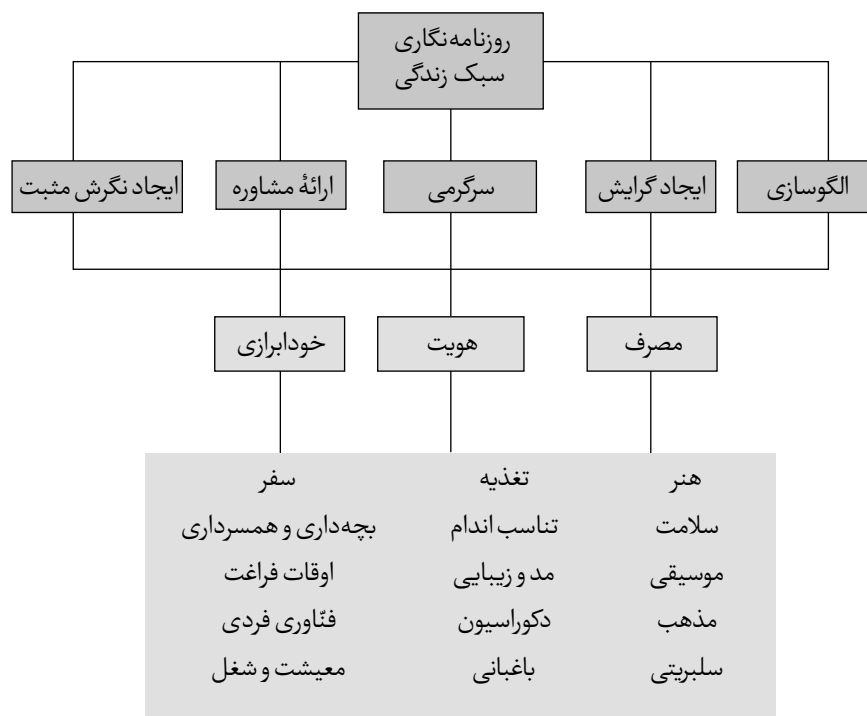 روزنامه‌نگاری
سبک زندگی
الگوسازی
ایجاد گرایش
سرگرمی
ارائهٔ مشاوره
ایجاد نگرش مثبت
مصرف
هویت
خودابرازی
هنر
تغذیه
سفر
سلامت
تناسب اندام
بچه‌داری و همسرداری
موسیقی
مد و زیبایی
اوقات فراغت
مذهب
دکوراسیون
فنّاوری فردی
سلبریتی
باغبانی
معیشت و شغل